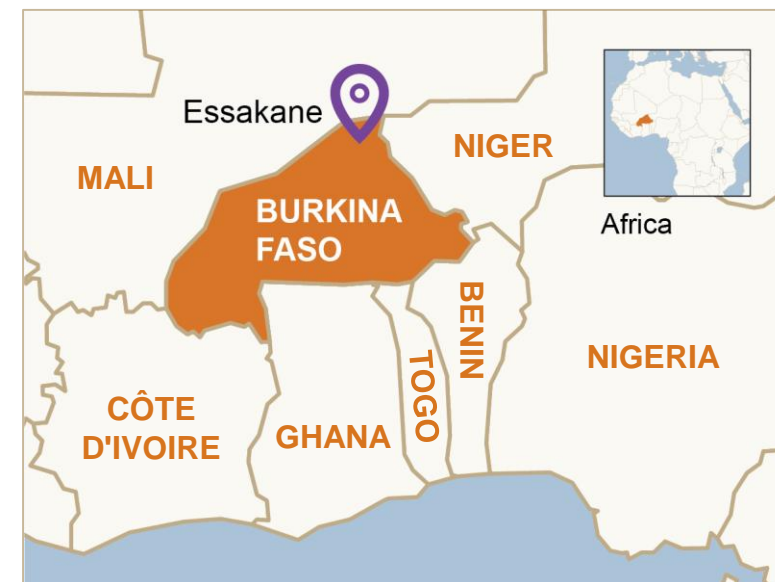 Essakane
NIGER
MALI
BURKINA
FASO
Africa
BENIN
NIGERIA
TOGO
CÔTE
D'IVOIRE
GHANA